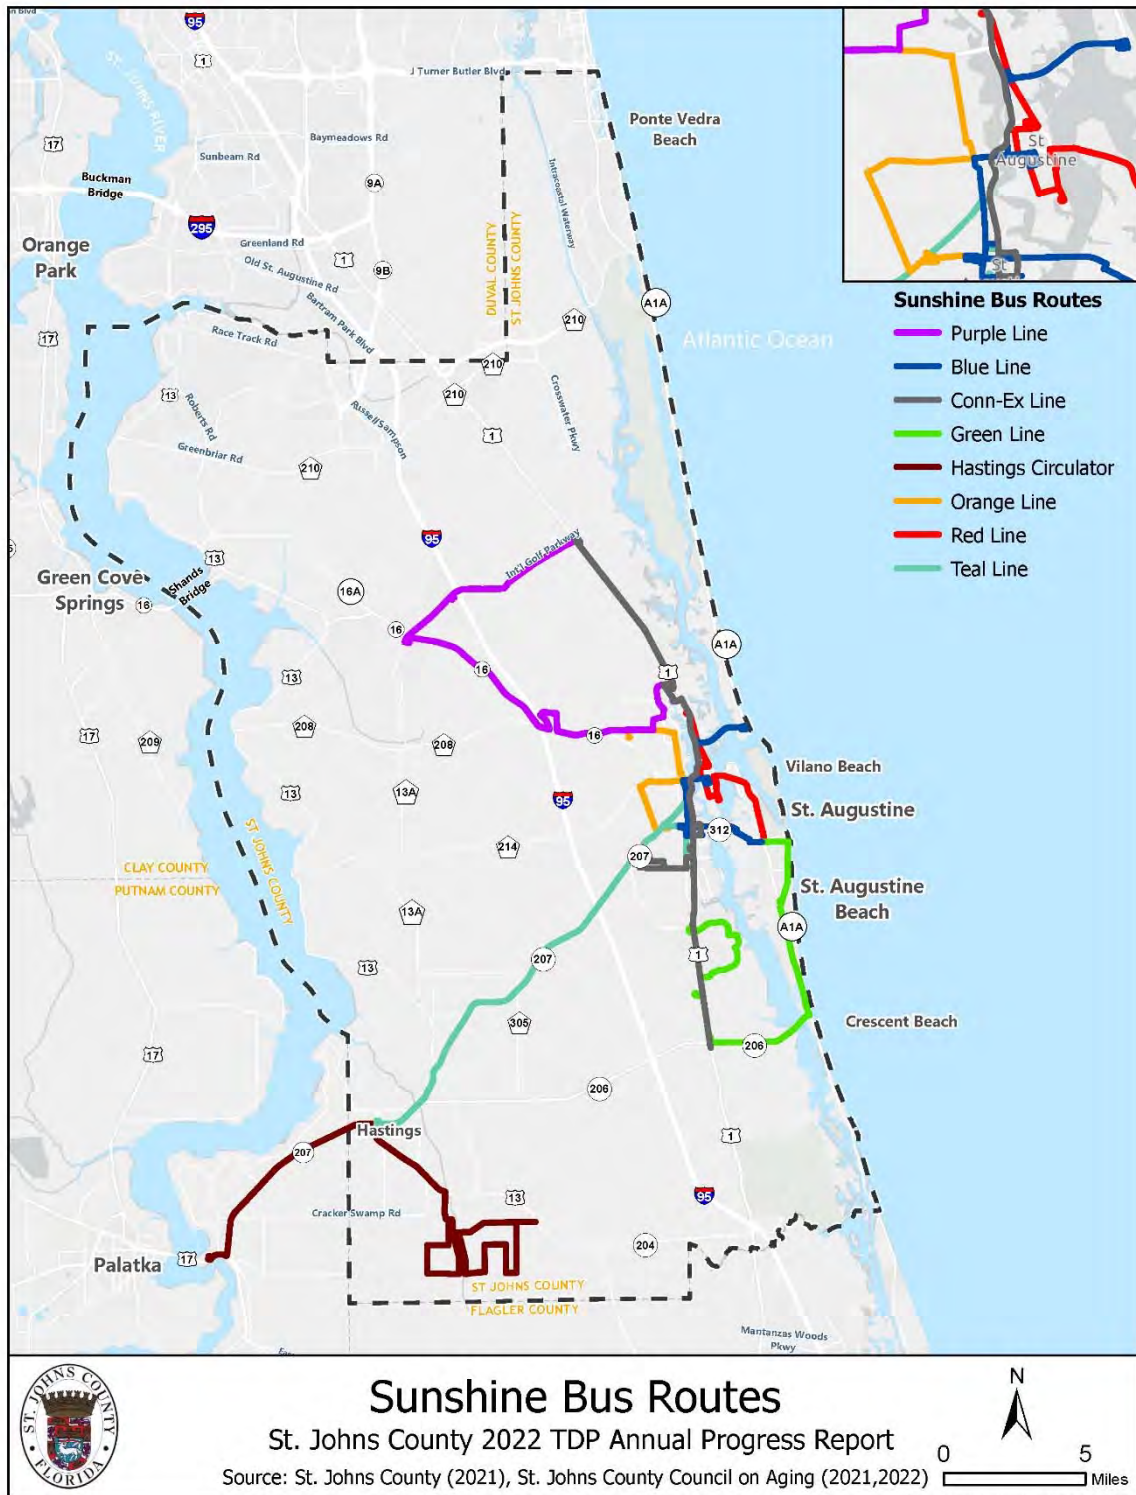 95
1
J Turner Butler Blvd
ST. JOHNS RIVER
Ponte Vedra
Beach
17
Baymeadows Rd
Sunbeam Rd
Buckman
Bridge
9A
Intracoastal Waterway
295
Orange
Park
Greenland Rd
Old St. Augustine Rd
1
9B
DUVAL COUNTY
ST JOHNS COUNTY
Bartram Park Blvd
A1A
210
17
Race Track Rd
Atlantic Ocean
210
13
210
Crosswater Pkwy
Roberts Rd
Russell Sampson
1
Greenbriar Rd
210
95
Int'l Golf Parkway
13
Green Cove
Springs
Shands
Bridge
16
16A
16
A1A
13
16
1
17
209
208
208
16
Vilano Beach
13
13A
95
St. Augustine
312
ST JOHNS COUNTY
214
207
CLAY COUNTY
PUTNAM COUNTY
St. Augustine
Beach
13A
A1A
13
207
1
305
Crescent Beach
17
206
206
Hastings
1
207
95
13
Cracker Swamp Rd
204
17
Palatka
ST JOHNS COUNTY
FLAGLER COUNTY
Mantanzas Woods
Pkwy
St
Augustine
St
Sunshine Bus Routes
Purple Line
Blue Line
Conn-Ex Line
Green Line
Hastings Circulator
Orange Line
Red Line
Teal Line
ST. JOHNS COUNTY
FLORIDA
Sunshine Bus Routes
St. Johns County 2022 TDP Annual Progress Report
Source: St. Johns County (2021), St. Johns County Council on Aging (2021,2022)
N
0 5
Miles